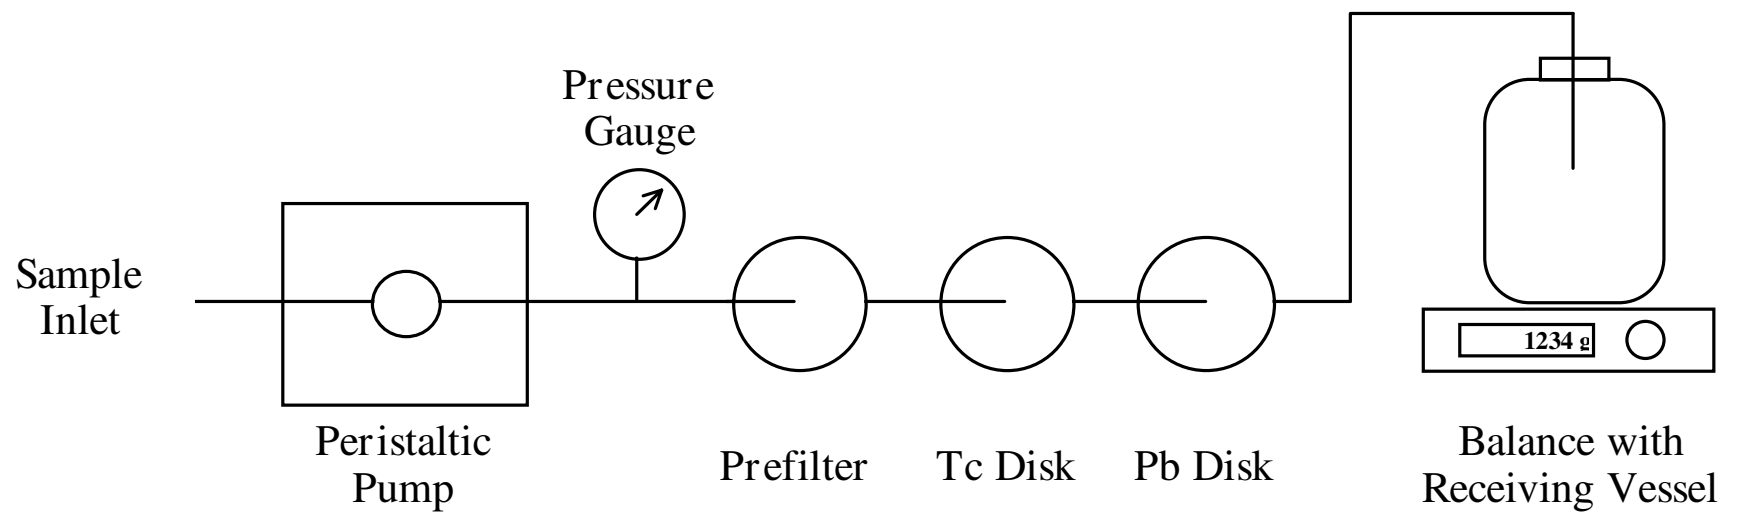 Pressure
Gauge
Sample
Inlet
1234 g
Peristaltic
Pump
Prefilter
Tc Disk
Pb Disk
Balance with
Receiving Vessel